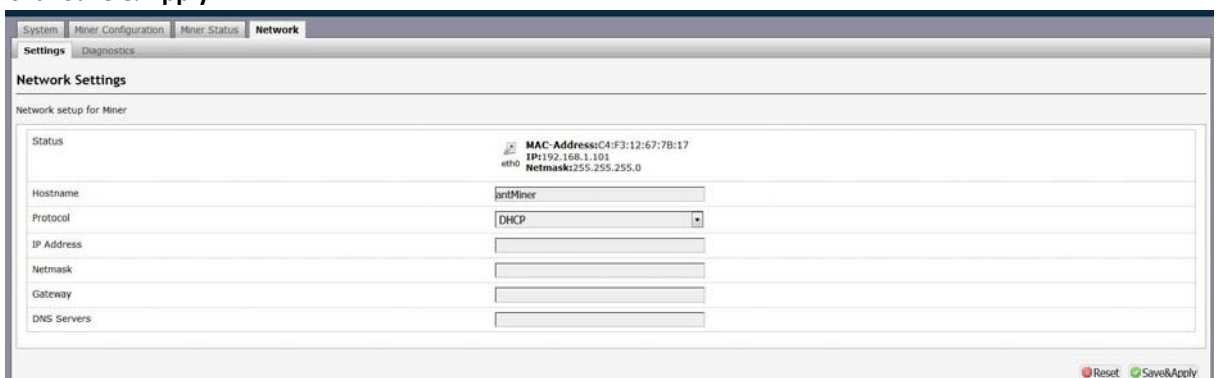 System Miner Configuration Miner Status Network
Settings Diagnostics
Network Settings
Network setup for Miner
Status
MAC-Address:C4:F3:12:67:7B:17
eth0 IP:192.168.1.101
Netmask:255.255.255.0
Hostname antMiner
Protocol DHCP
IP Address
Netmask
Gateway
DNS Servers
Reset Save&Apply